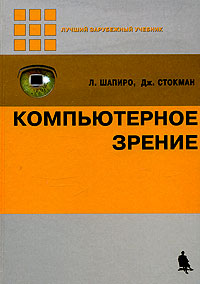 ЛУЧШИЙ ЗАРУБЕЖНЫЙ УЧЕБНИК
Л. ШАПИРО, Дж. СТОКМАН
КОМПЬЮТЕРНОЕ
ЗРЕНИЕ